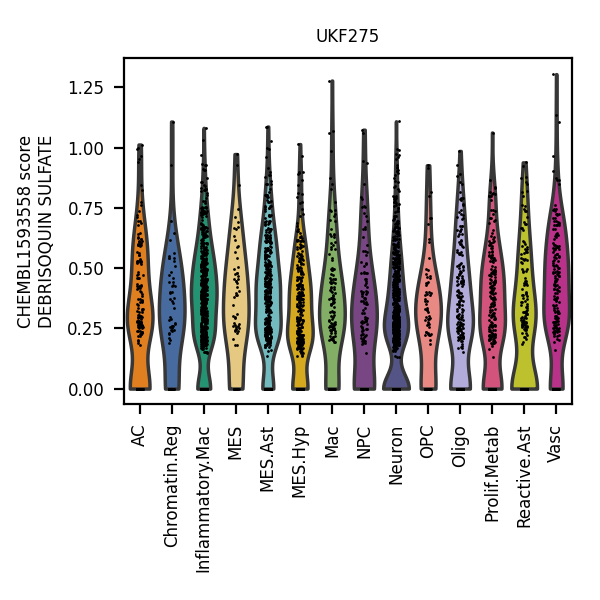 UKF275
CHEMBL1593558 score
DEBRISOQUIN SULFATE
1.25
1.00
0.75
0.50
0.25
0.00
AC
Chromatin.Reg
Inflammatory.Mac
MES
MES.Ast
MES.Hyp
Mac
NPC
Neuron
OPC
Oligo
Prolif.Metab
Reactive.Ast
Vasc